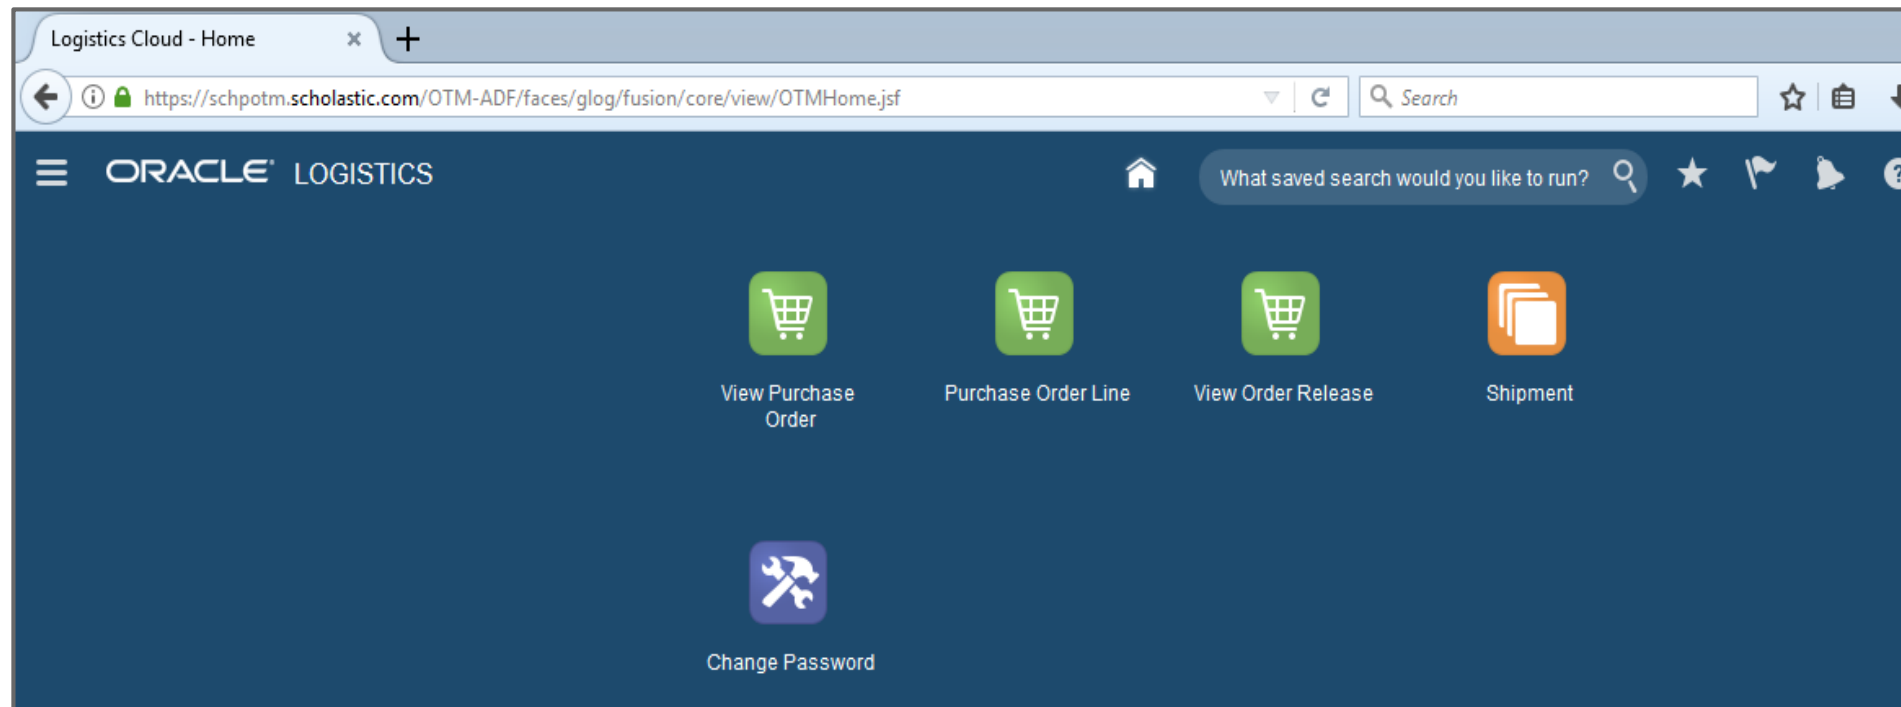 Logistics Cloud - Home
https://schpotm.scholastic.com/OTM-ADF/faces/glog/fusion/core/view/OTMHome.jsf
Search
ORACLE LOGISTICS
What saved search would you like to run?
View Purchase
Order
Purchase Order Line
View Order Release
Shipment
Change Password